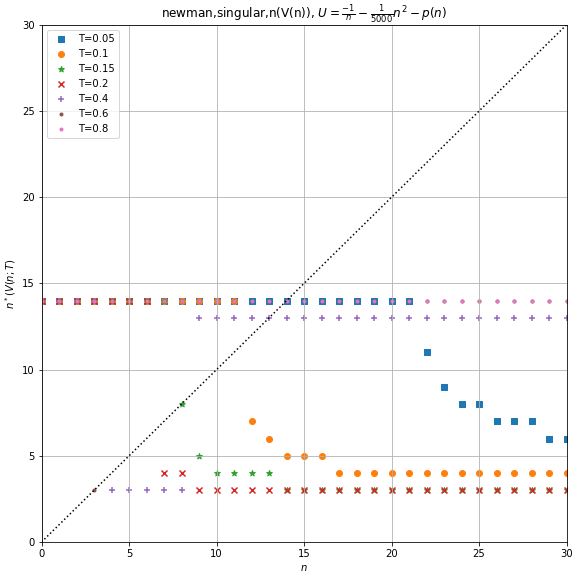 newman,singular,n(V(n)), $U = \frac{-1}{n} - \frac{1}{5000}n^2 - p(n)$
T=0.05
T=0.1
T=0.15
T=0.2
T=0.4
T=0.6
T=0.8
30
25
20
15
10
5
0
n*(V(n; T)
0 5 10 15 20 25 30
n